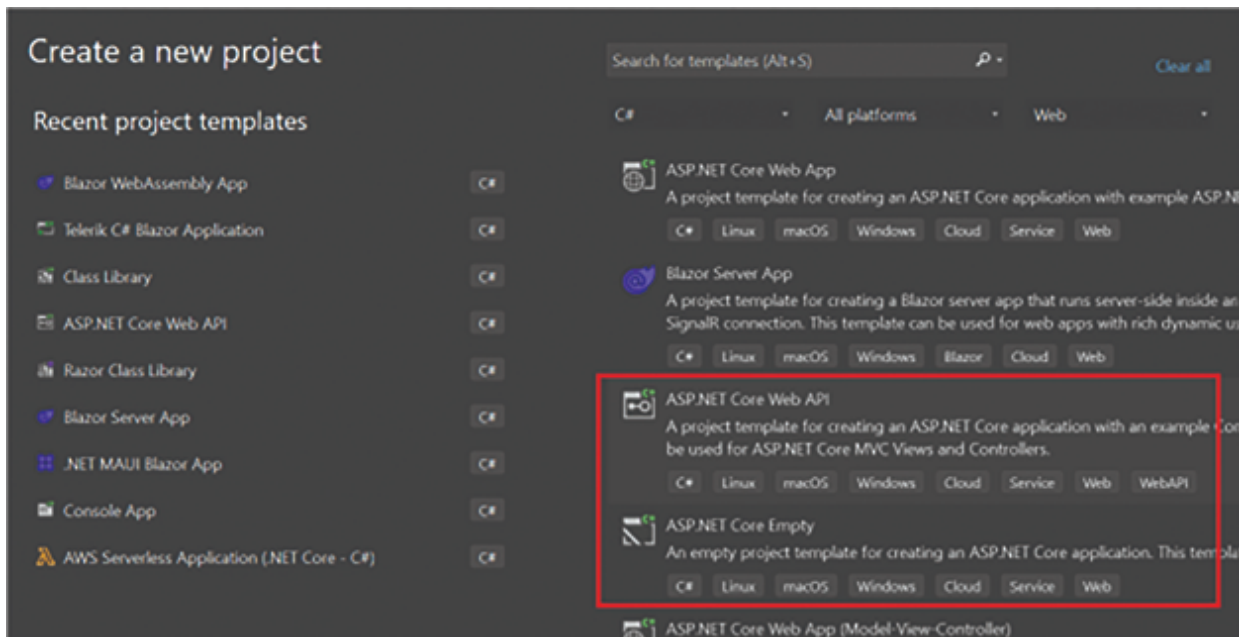 Create a new project
Recent project templates
Blazor WebAssembly App C#
Telerik C# Blazor Application C#
Class Library C#
ASP.NET Core Web API C#
Razor Class Library C#
Blazor Server App C#
.NET MAUI Blazor App C#
Console App C#
AWS Serverless Application (.NET Core - C#) C#
Search for templates (Alt+S)
Clear all
C# All platforms Web
ASP.NET Core Web App
A project template for creating an ASP.NET Core application with example ASP.N
C# Linux macOS Windows Cloud Service Web
Blazor Server App
A project template for creating a Blazor server app that runs server-side inside an
SignalR connection. This template can be used for web apps with rich dynamic us
C# Linux macOS Windows Blazor Cloud Web
ASP.NET Core Web API
A project template for creating an ASP.NET Core application with an example Con
be used for ASP.NET Core MVC Views and Controllers.
C# Linux macOS Windows Cloud Service Web WebAPI
ASP.NET Core Empty
An empty project template for creating an ASP.NET Core application. This templa
C# Linux macOS Windows Cloud Service Web
ASP.NET Core Web App (Model-View-Controller)